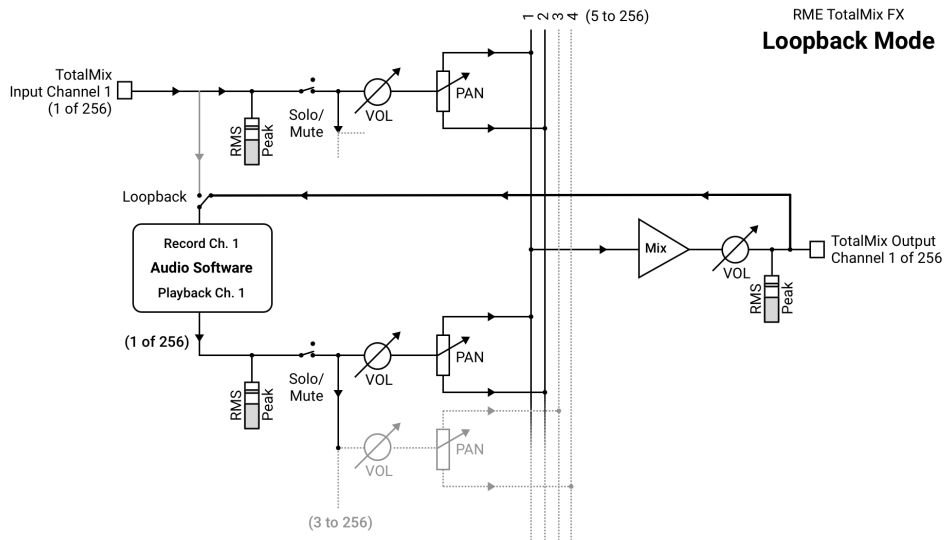 1 2 3 4 (5 to 256)
RME TotalMix FX
Loopback Mode
TotalMix
Input Channel 1
(1 of 256)
RMS
Peak
Solo/
Mute
VOL
PAN
Loopback
Record Ch. 1
Audio Software
Playback Ch. 1
(1 of 256)
Mix
VOL
TotalMix Output
Channel 1 of 256
RMS
Peak
RMS
Peak
Solo/
Mute
VOL
PAN
VOL
PAN
(3 to 256)